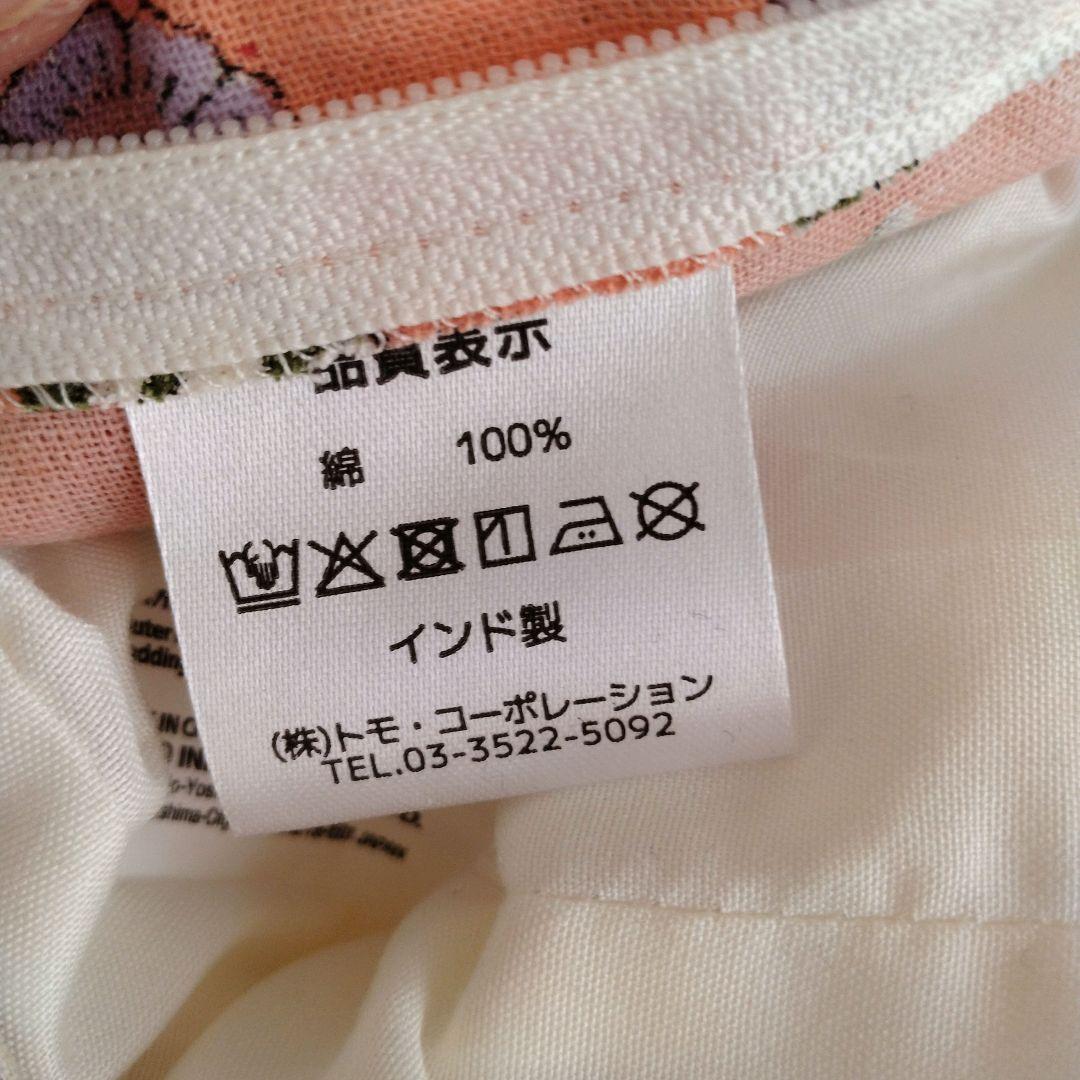 品質表示
綿 100%
インド製
(株)トモ・コーポレーション
TEL.03-3522-5092
JAPAN